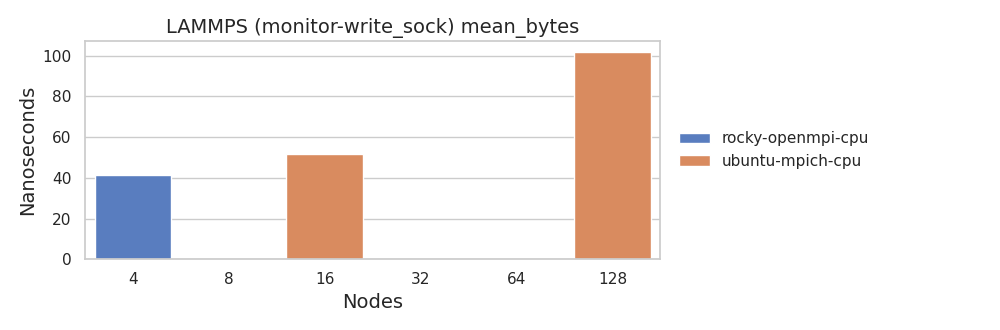 LAMMPS (monitor-write_sock) mean_bytes
Nanoseconds
100
80
60
40
20
0
4 8 16 32 64 128
Nodes
rocky-openmpi-cpu
ubuntu-mpich-cpu